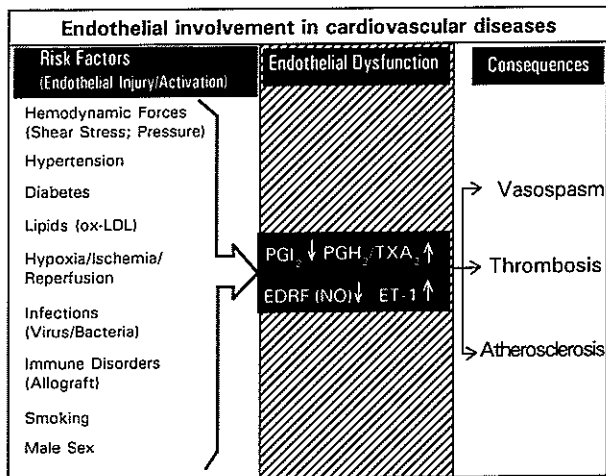 Endothelial involvement in cardiovascular diseases
Risk Factors
(Endothelial Injury/Activation)
Endothelial Dysfunction
Consequences
Hemodynamic Forces
(Shear Stress; Pressure)
Hypertension
Diabetes
Lipids (ox-LDL)
Hypoxia/Ischemia/
Reperfusion
Infections
(Virus/Bacteria)
Immune Disorders
(Allograft)
Smoking
Male Sex
PGI₂ ↓ PGH₂/TXA₂ ↑
EDRF (NO) ↓ ET-1 ↑
Vasospasm
Thrombosis
Atherosclerosis